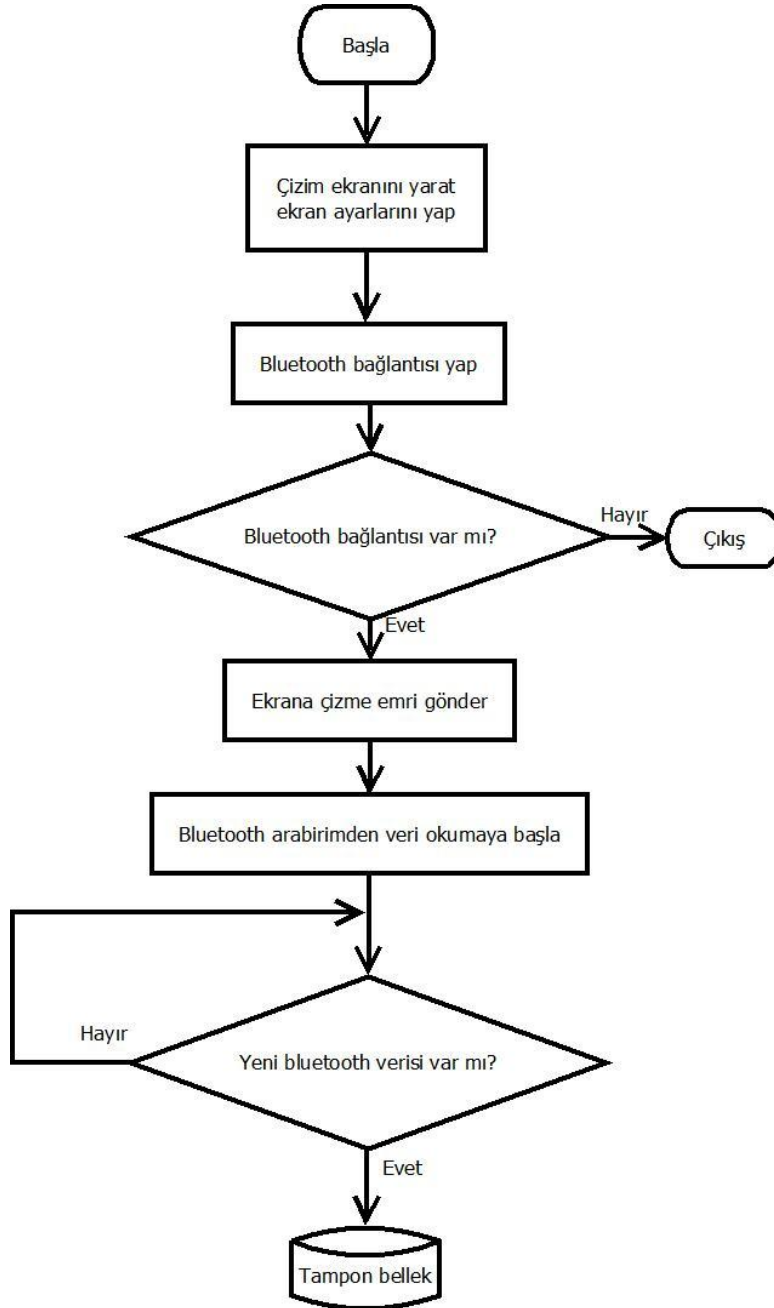 Başla
Çizim ekranını yarat
ekran ayarlarını yap
Bluetooth bağlantısı yap
Bluetooth bağlantısı var mı?
Hayır
Çıkış
Evet
Ekrana çizme emri gönder
Bluetooth arabirimden veri okumaya başla
Hayır
Yeni bluetooth verisi var mı?
Evet
Tampon bellek